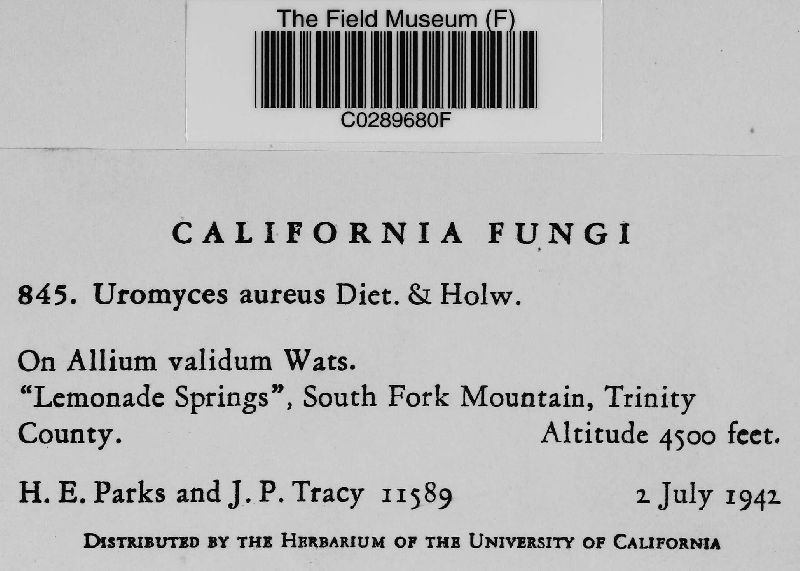 The Field Museum (F)
C0289680F
CALIFORNIA FUNGI
845. Uromyces aureus Diet. & Holw.
On Allium validum Wats.
“Lemonade Springs”, South Fork Mountain, Trinity
County. Altitude 4500 feet.
H. E. Parks and J. P. Tracy 11589 2 July 1942
Distributed by the Herbarium of the University of California